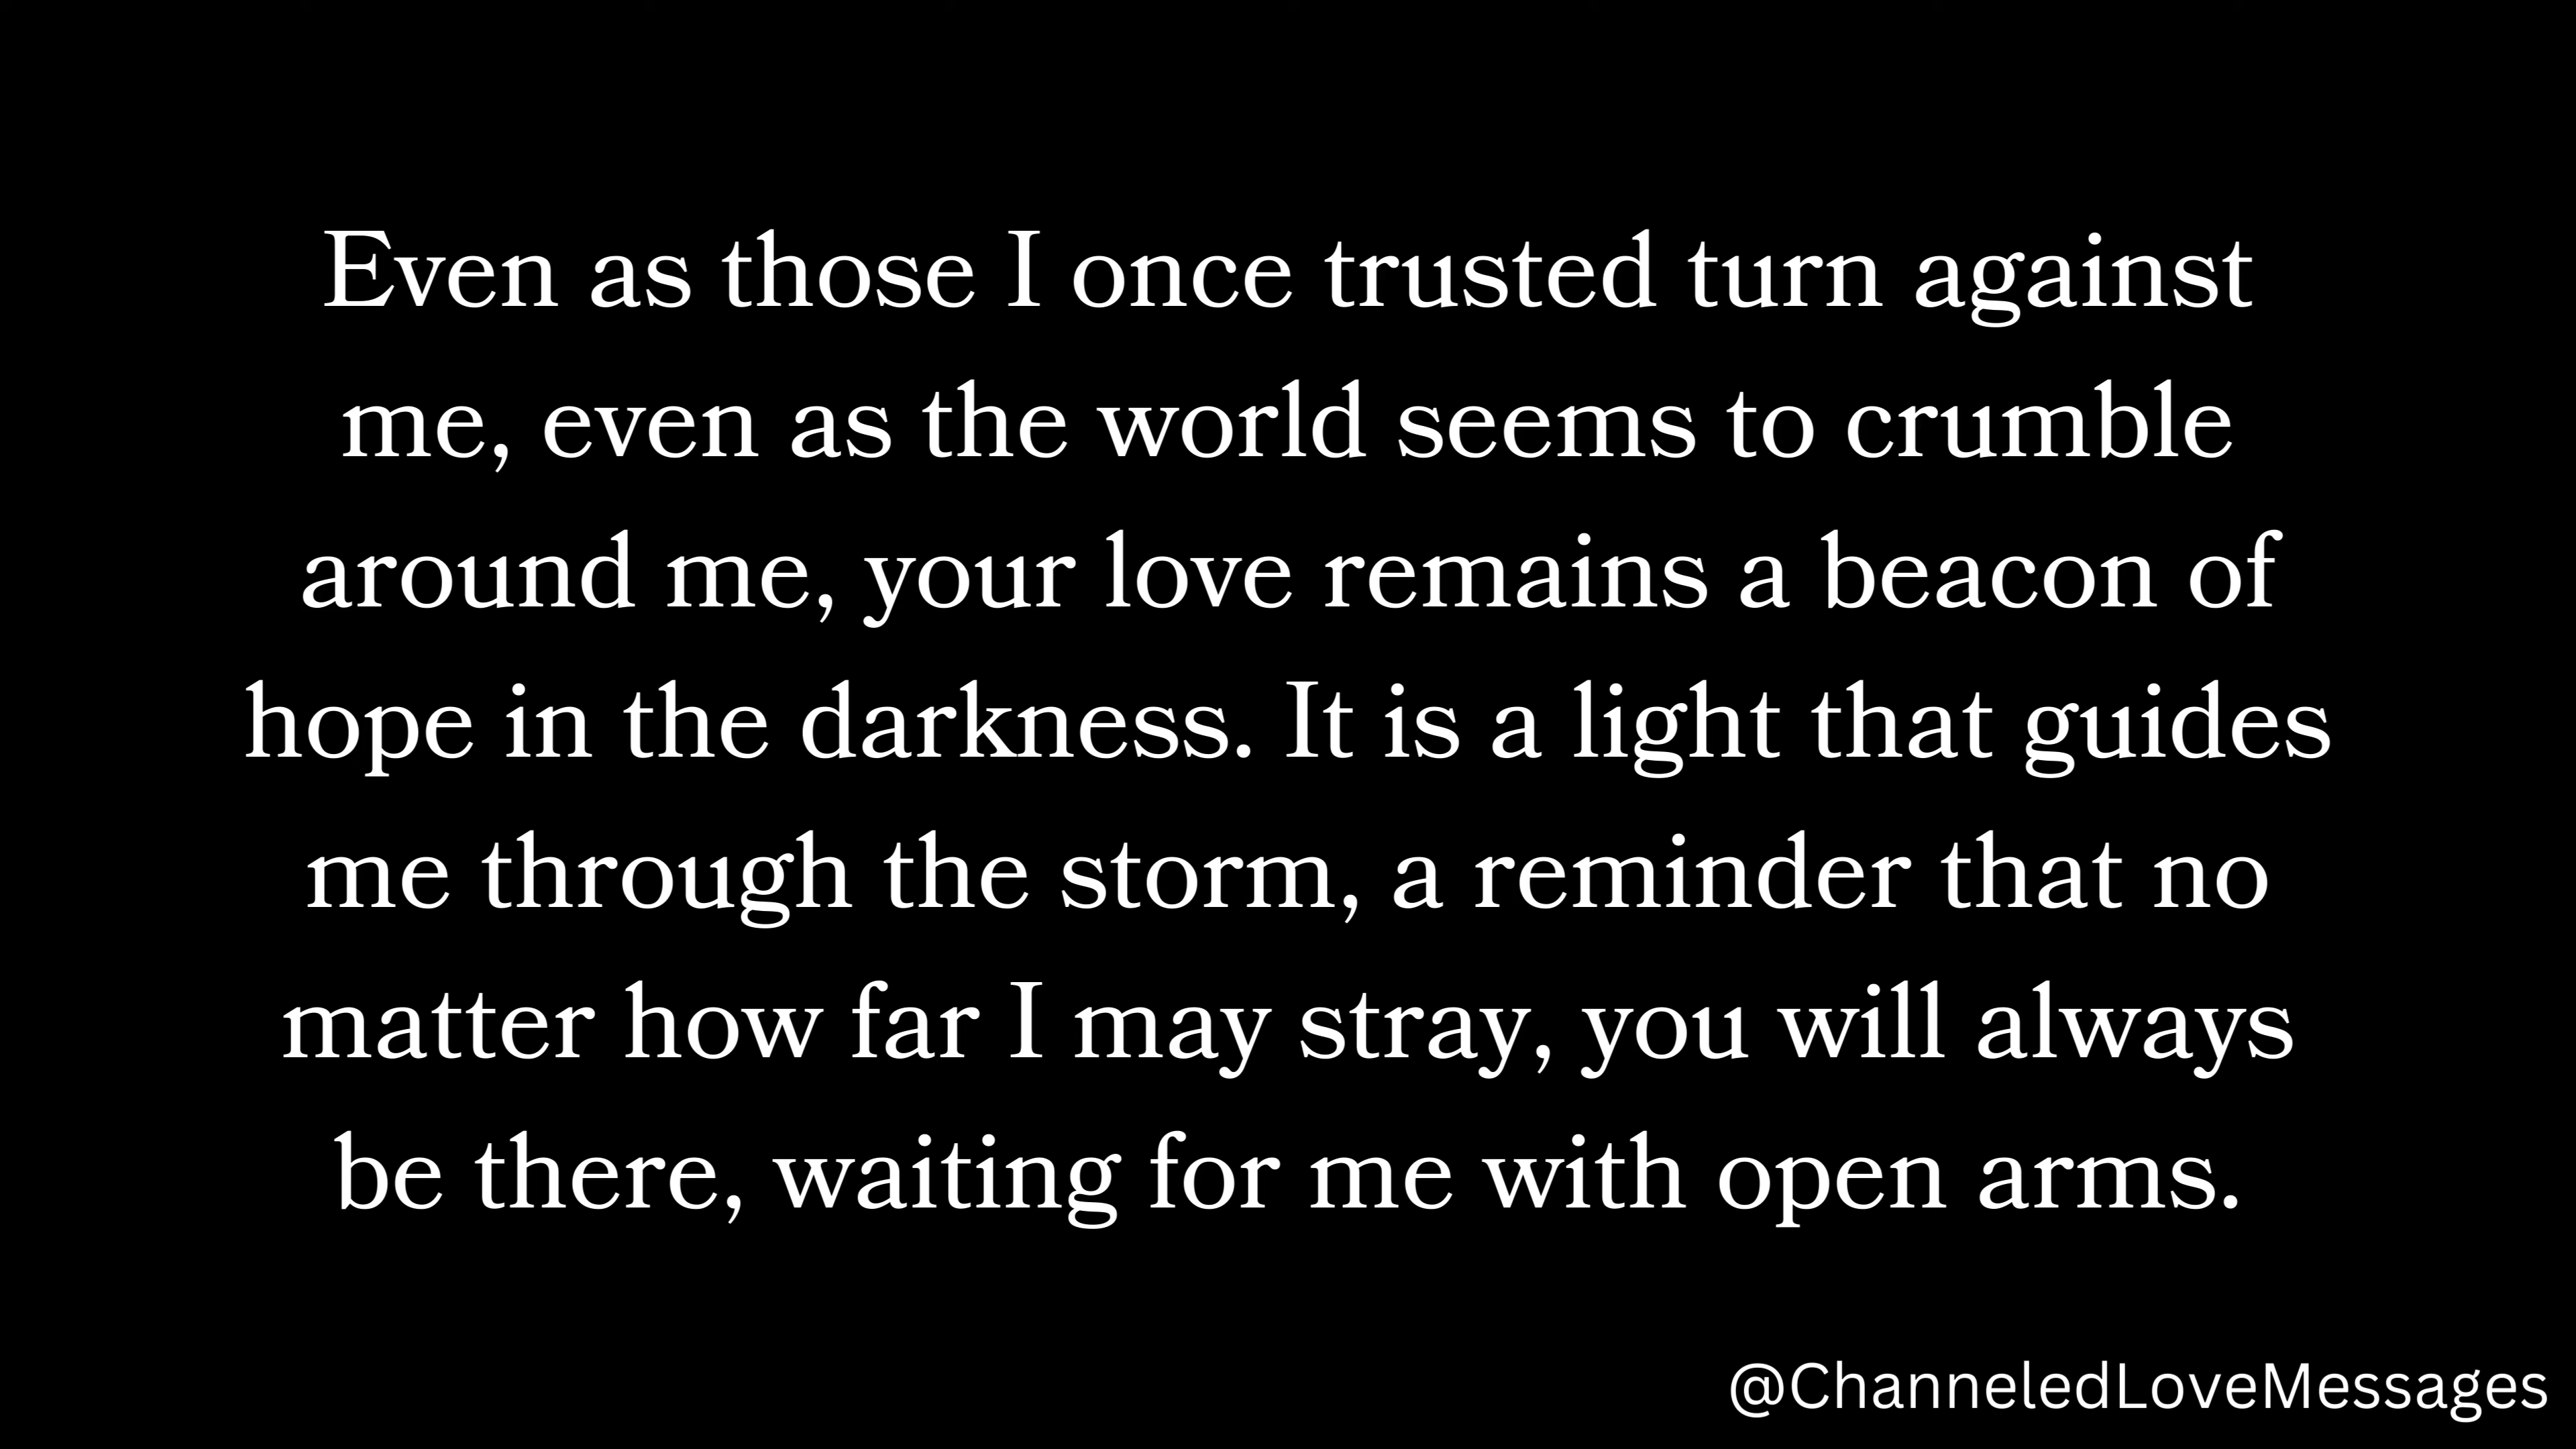 Even as those I once trusted turn against
me, even as the world seems to crumble
around me, your love remains a beacon of
hope in the darkness. It is a light that guides
me through the storm, a reminder that no
matter how far I may stray, you will always
be there, waiting for me with open arms.
@ChanneledLoveMessages